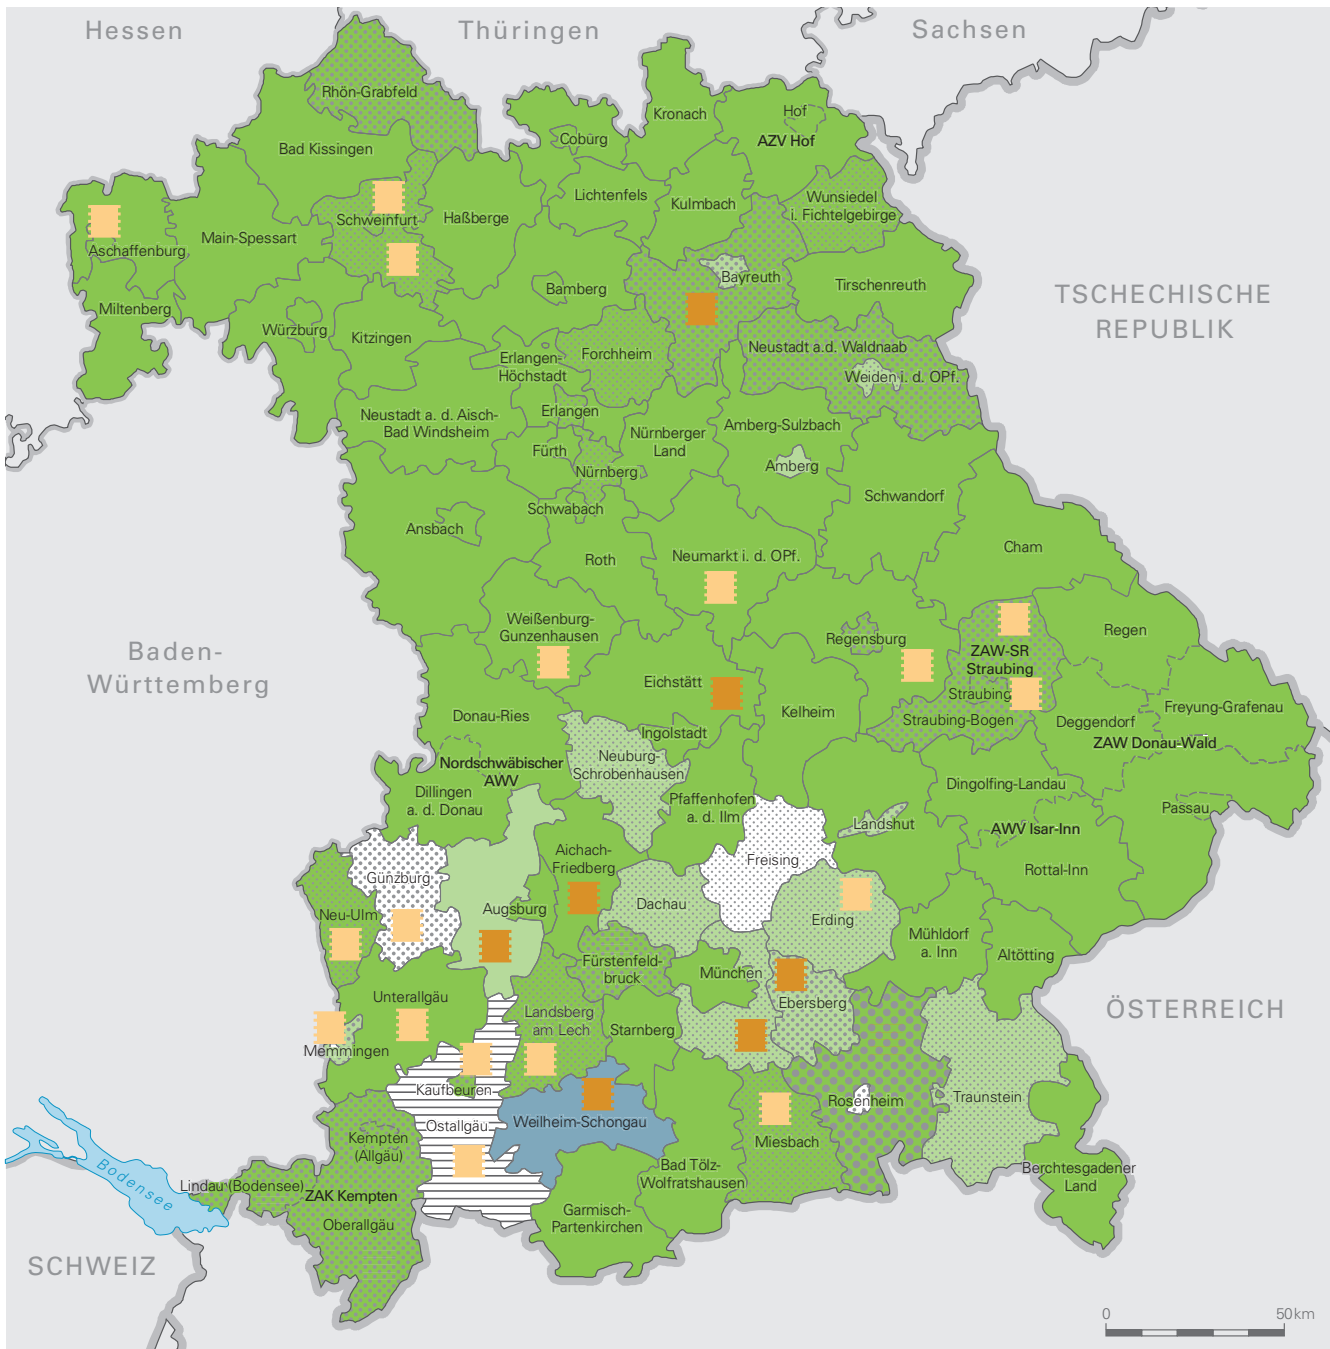 Hessen
Thüringen
Sachsen
Rhön-Grabfeld
Kronach
Hof
AZV Hof
Coburg
Bad Kissingen
Lichtenfels
Kulmbach
Wunsiedel
i. Fichtelgebirge
Schweinfurt
Haßberge
Main-Spessart
Aschaffenburg
Bayreuth
Tirschenreuth
Bamberg
TSCHECHISCHE
REPUBLIK
Miltenberg
Würzburg
Kitzingen
Neustadt a.d. Waldnaab
Forchheim
Erlangen-
Höchstadt
Weiden i. d. OPf.
Neustadt a. d. Aisch-
Bad Windsheim
Erlangen
Amberg-Sulzbach
Nürnberger
Land
Fürth
Amberg
Nürnberg
Schwandorf
Schwabach
Ansbach
Cham
Roth
Neumarkt i. d. OPf.
Weißenburg-
Gunzenhausen
Regensburg
Regen
Baden-
Württemberg
ZAW-SR
Straubing
Straubing
Eichstätt
Kelheim
Straubing-Bogen
Freyung-Grafenau
Deggendorf
Donau-Ries
Ingolstadt
ZAW Donau-Wald
Nordschwäbischer
AWV
Neuburg-
Schrobenhausen
Dingolfing-Landau
Dillingen
a. d. Donau
Pfaffenhofen
a. d. Ilm
Passau
Landshut
AWV Isar-Inn
Aichach-
Friedberg
Freising
Rottal-Inn
Günzburg
Neu-Ulm
Augsburg
Dachau
Erding
Mühldorf
a. Inn
Altötting
Fürstenfeld-
bruck
München
Unterallgäu
Ebersberg
ÖSTERREICH
Landsberg
am Lech
Starnberg
Memmingen
Kaufbeuren
Rosenheim
Traunstein
Ostallgäu
Weilheim-Schongau
Kempten
(Allgäu)
Miesbach
Bad Tölz-
Wolfratshausen
Berchtesgadener
Land
Bodensee
Lindau (Bodensee)
ZAK Kempten
Oberallgäu
Garmisch-
Partenkirchen
SCHWEIZ
0
50 km